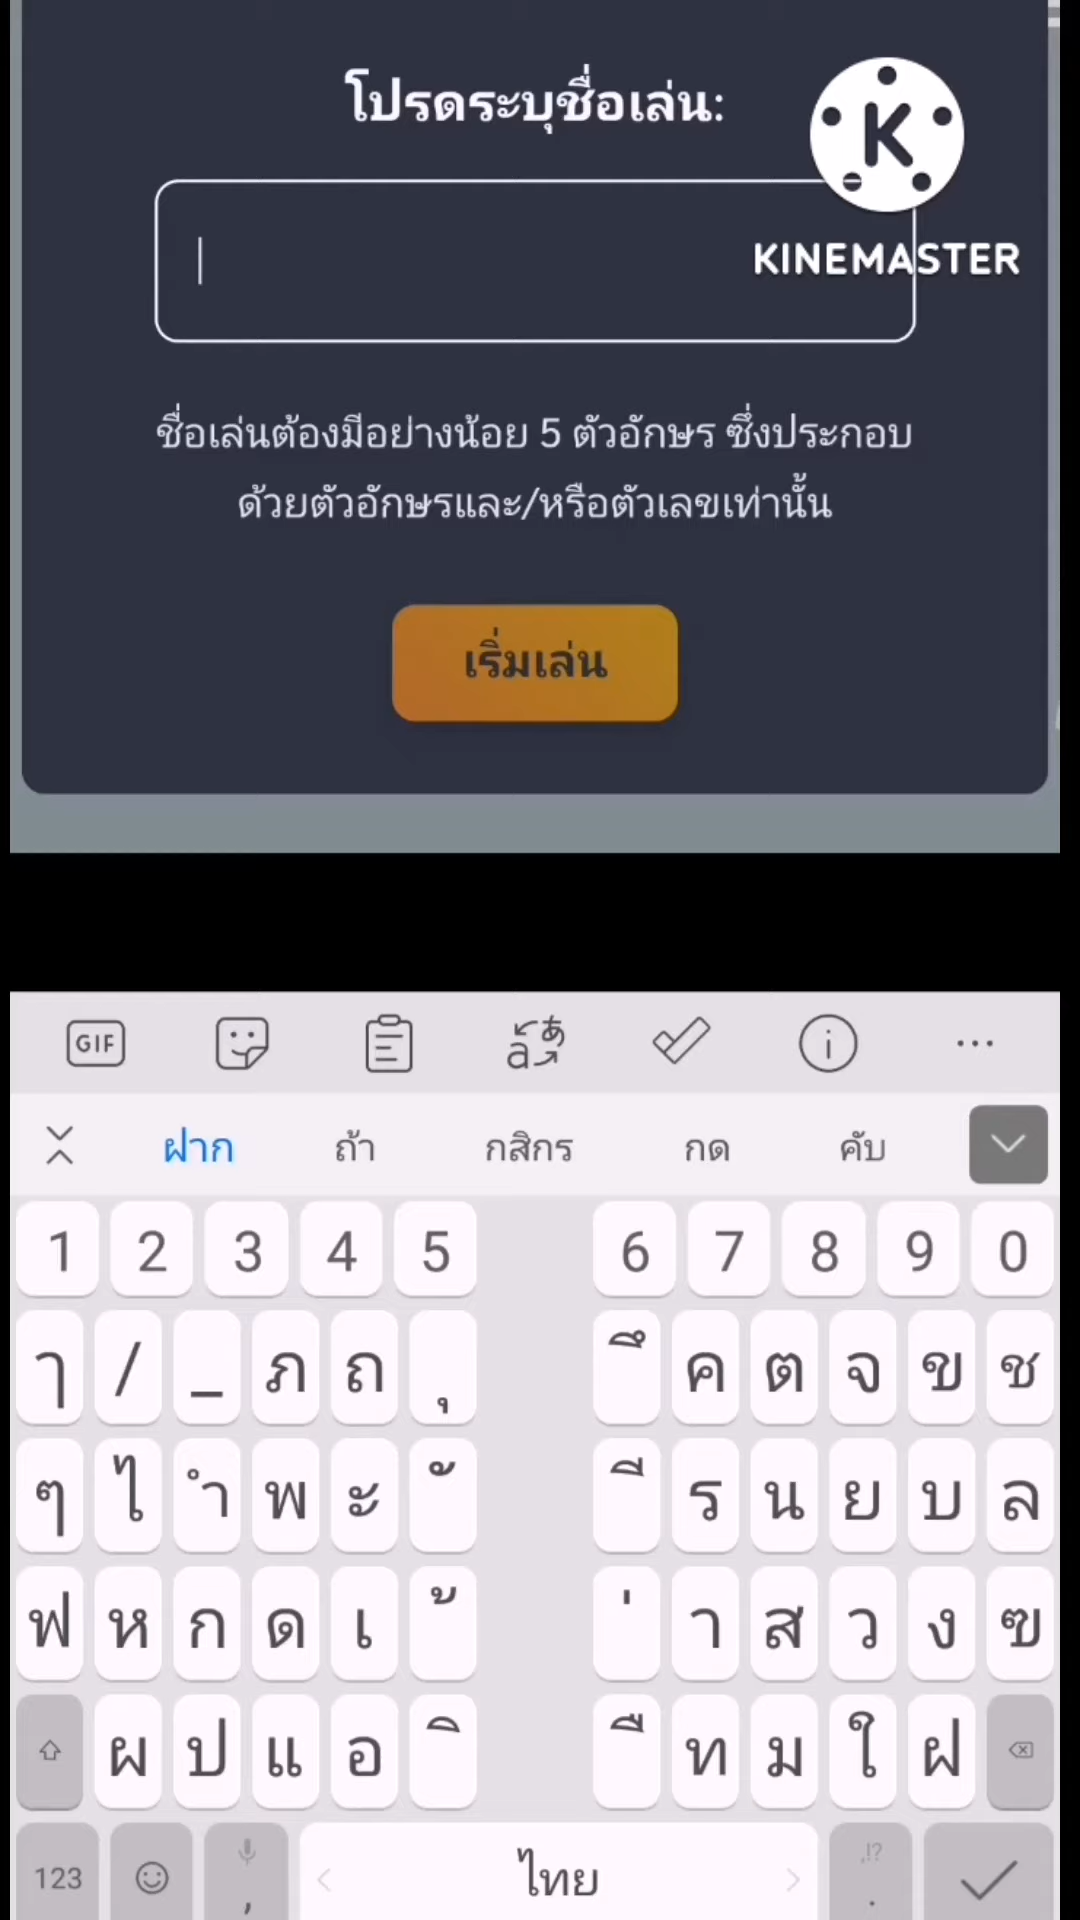 โปรดระบุชื่อเล่น:
K
KINEMASTER
ชื่อเล่นต้องมีอย่างน้อย 5 ตัวอักษร ซึ่งประกอบ
ด้วยตัวอักษรและ/หรือตัวเลขเท่านั้น
เริ่มเล่น
GIF aあ ...
ฝาก ถ้า กสิกร กด คับ
1 2 3 4 5 6 7 8 9 0
ๅ / _ ภ ถ ุ ึ ค ต จ ข ช
ๆ ไ ำ พ ะ ั ี ร น ย บ ล
ฟ ห ก ด เ ้ ่ า ส ว ง ฃ
ผ ป แ อ ิ ื ท ม ใ ฝ
123 , < ไทย > ,!? .